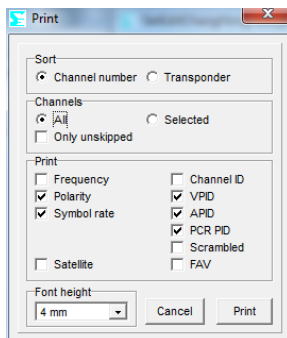 Print
Sort
Channel number Transponder
Channels
All Selected
Only unskipped
Print
Frequency Channel ID
Polarity VPID
Symbol rate APID
PCR PID
Scrambled
Satellite FAV
Font height
4 mm Cancel Print